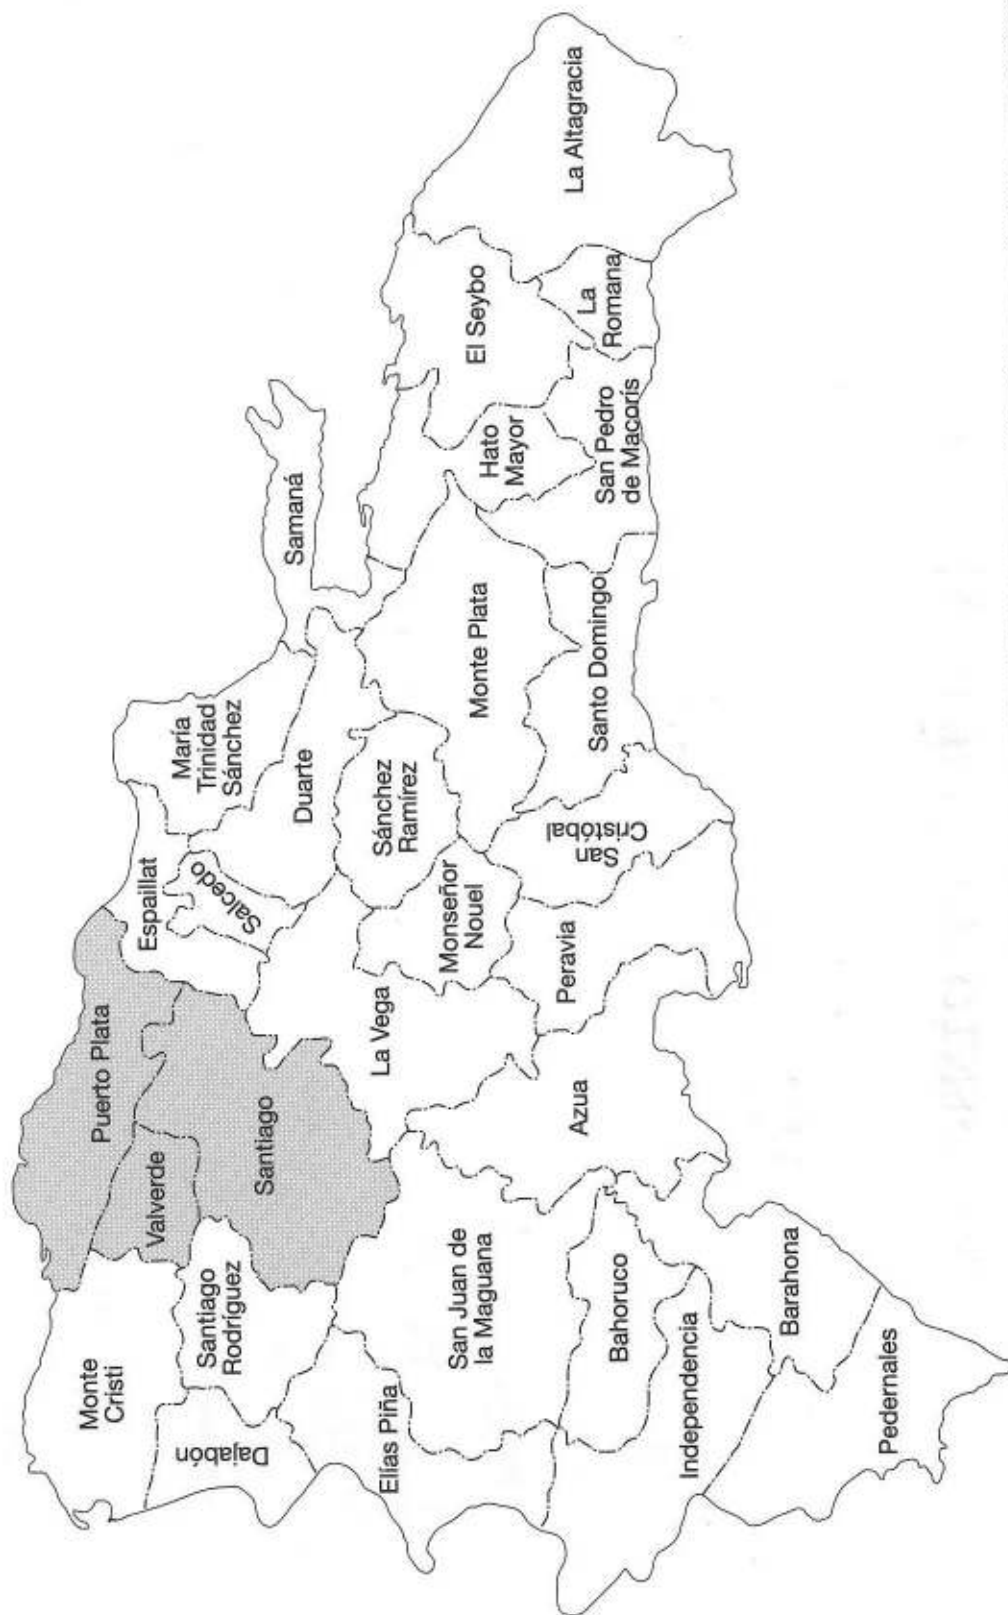 Monte
Cristi
Puerto Plata
Valverde
Santiago
Santiago
Rodríguez
Dajabón
Espaillat
Salcedo
María
Trinidad
Sánchez
Duarte
Samaná
La Vega
Sánchez
Ramírez
Monseñor
Nouel
Monte Plata
Hato
Mayor
El Seybo
La Altagracia
La
Romana
San Pedro
de Macorís
Santo Domingo
San
Cristóbal
Peravia
Azua
San Juan de
la Maguana
Elías Piña
Bahoruco
Independencia
Barahona
Pedernales